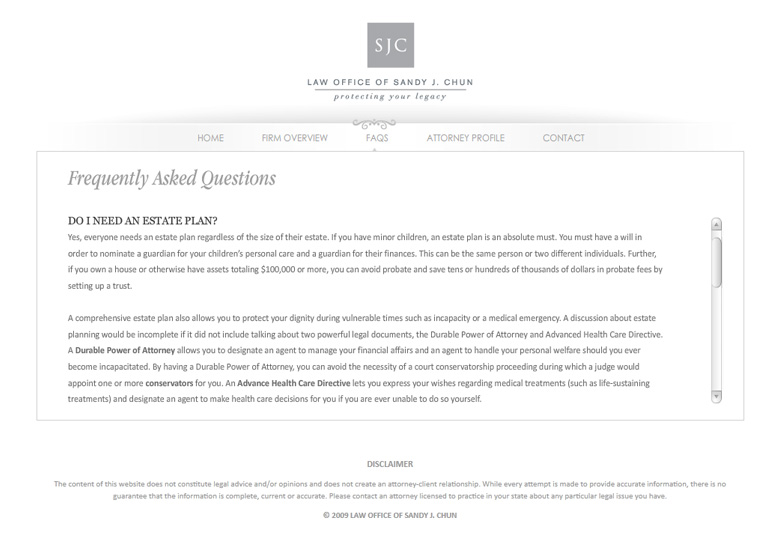 SJC
LAW OFFICE OF SANDY J. CHUN
protecting your legacy
HOME FIRM OVERVIEW FAQS ATTORNEY PROFILE CONTACT
Frequently Asked Questions
DO I NEED AN ESTATE PLAN?
Yes, everyone needs an estate plan regardless of the size of their estate. If you have minor children, an estate plan is an absolute must. You must have a will in
order to nominate a guardian for your children's personal care and a guardian for their finances. This can be the same person or two different individuals. Further,
if you own a house or otherwise have assets totaling $100,000 or more, you can avoid probate and save tens or hundreds of thousands of dollars in probate fees by
setting up a trust.
A comprehensive estate plan also allows you to protect your dignity during vulnerable times such as incapacity or a medical emergency. A discussion about estate
planning would be incomplete if it did not include talking about two powerful legal documents, the Durable Power of Attorney and Advanced Health Care Directive.
A Durable Power of Attorney allows you to designate an agent to manage your financial affairs and an agent to handle your personal welfare should you ever
become incapacitated. By having a Durable Power of Attorney, you can avoid the necessity of a court conservatorship proceeding during which a judge would
appoint one or more conservators for you. An Advance Health Care Directive lets you express your wishes regarding medical treatments (such as life-sustaining
treatments) and designate an agent to make health care decisions for you if you are ever unable to do so yourself.
DISCLAIMER
The content of this website does not constitute legal advice and/or opinions and does not create an attorney-client relationship. While every attempt is made to provide accurate information, there is no
guarantee that the information is complete, current or accurate. Please contact an attorney licensed to practice in your state about any particular legal issue you have.
© 2009 LAW OFFICE OF SANDY J. CHUN